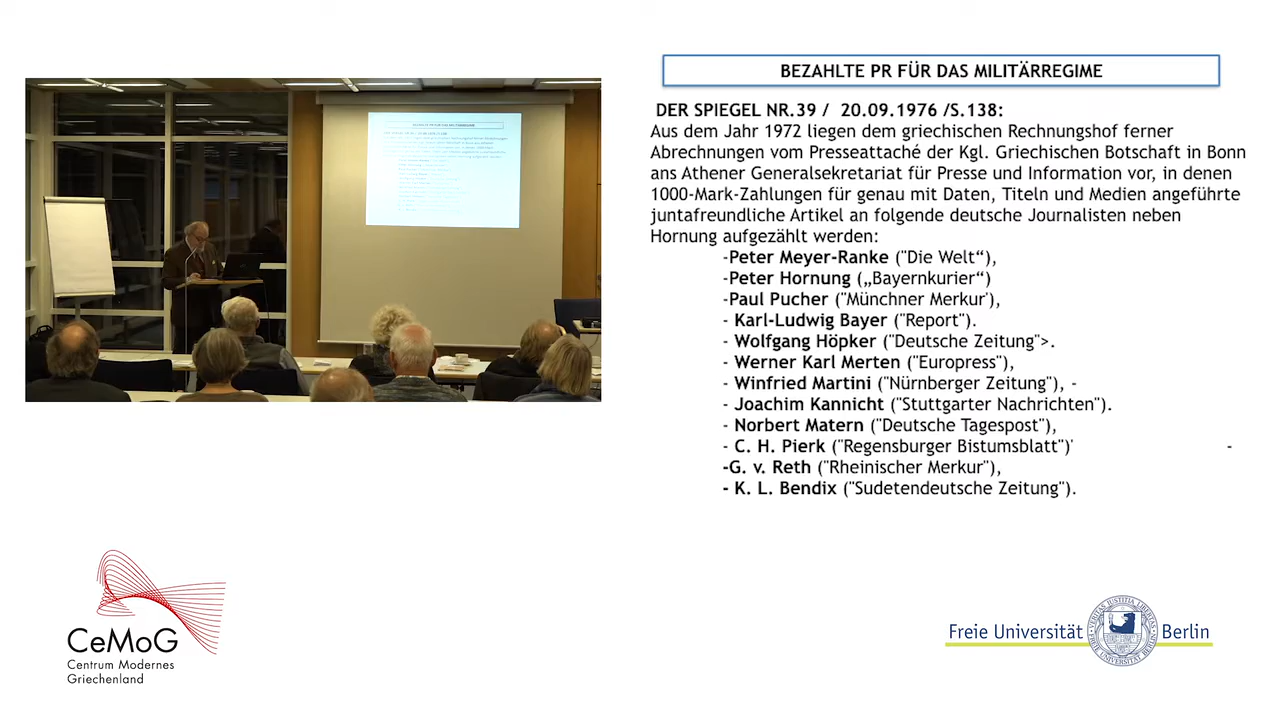 BEZAHLTE PR FÜR DAS MILITÄRREGIME
DER SPIEGEL NR.39 / 20.09.1976 /S.138:
Aus dem Jahr 1972 liegen dem griechischen Rechnungshof ferner
Abrechnungen vom Presseattaché der Kgl. Griechischen Botschaft in Bonn
ans Athener Generalsekretariat für Presse und Information vor, in denen
1000-Mark-Zahlungen für genau mit Daten, Titeln und Medien angeführte
juntafreundliche Artikel an folgende deutsche Journalisten neben
Hornung aufgezählt werden:
-Peter Meyer-Ranke ("Die Welt“),
-Peter Hornung („Bayernkurier“)
-Paul Pucher ("Münchner Merkur'),
- Karl-Ludwig Bayer ("Report").
- Wolfgang Höpker ("Deutsche Zeitung">.
- Werner Karl Merten ("Europress"),
- Winfried Martini ("Nürnberger Zeitung"), -
- Joachim Kannicht ("Stuttgarter Nachrichten").
- Norbert Matern ("Deutsche Tagespost"),
- C. H. Pierk ("Regensburger Bistumsblatt")' -
-G. v. Reth ("Rheinischer Merkur"),
- K. L. Bendix ("Sudetendeutsche Zeitung").
CeMoG
Centrum Modernes
Griechenland
Freie Universität Berlin